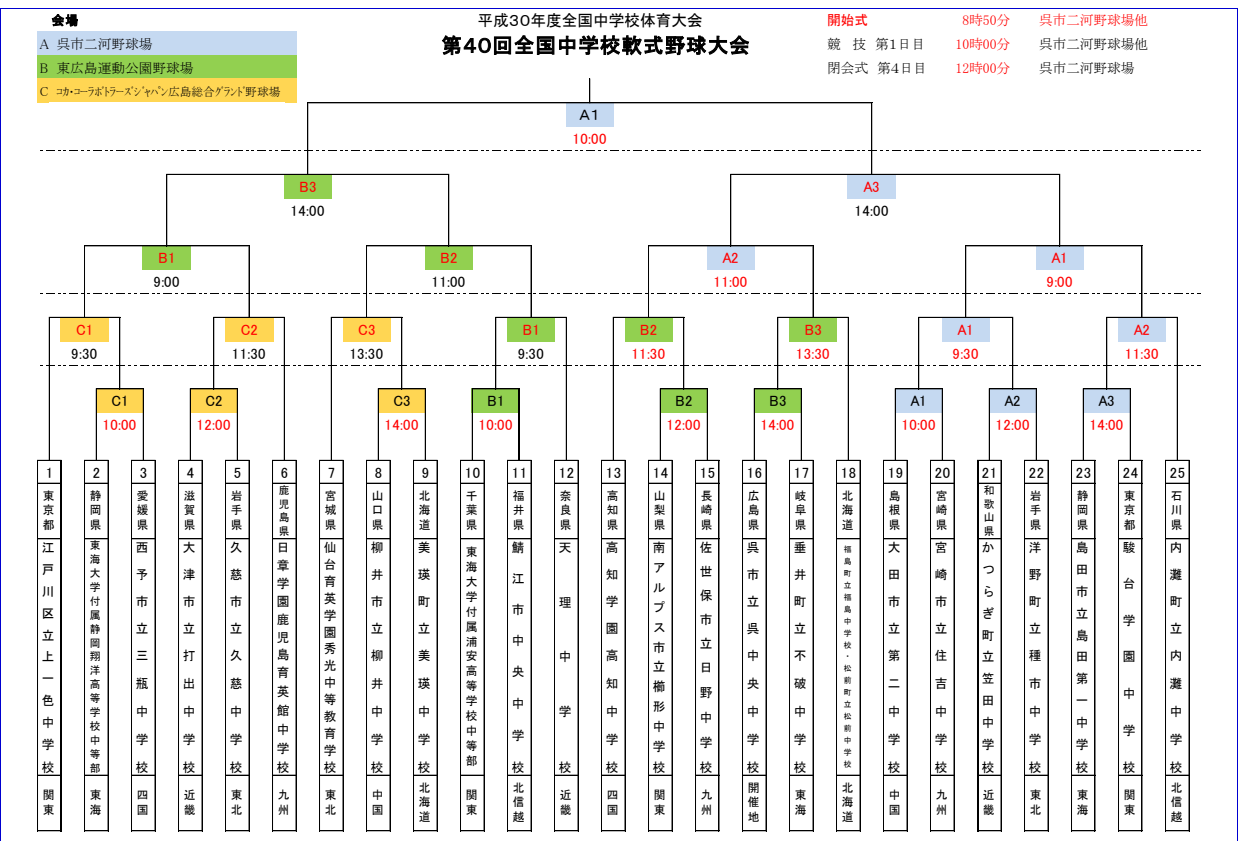 会場
A 呉市二河野球場
B 東広島運動公園野球場
C コカ・コーラボトラーズジャパン広島総合グランド野球場
平成30年度全国中学校体育大会
第40回全国中学校軟式野球大会
開始式 8時50分 呉市二河野球場他
競技 第1日目 10時00分 呉市二河野球場他
閉会式 第4日目 12時00分 呉市二河野球場
A1
10:00
B3
14:00
A3
14:00
B1
9:00
B2
11:00
A2
11:00
A1
9:00
C1
9:30
C2
11:30
C3
13:30
B1
9:30
B2
11:30
B3
13:30
A1
9:30
A2
11:30
C1
10:00
C2
12:00
C3
14:00
B1
10:00
B2
12:00
B3
14:00
A1
10:00
A2
12:00
A3
14:00
1 東京都 江戸川区立上一色中学校 関東
2 静岡県 東海大学付属静岡翔洋高等学校中等部 東海
3 愛媛県 西予市立三瓶中学校 四国
4 滋賀県 大津市立打出中学校 近畿
5 岩手県 久慈市立久慈中学校 東北
6 鹿児島県 日章学園鹿児島育英館中学校 九州
7 宮城県 仙台育英学園秀光中等教育学校 東北
8 山口県 柳井市立柳井中学校 中国
9 北海道 美瑛町立美瑛中学校 北海道
10 千葉県 東海大学付属浦安高等学校中等部 関東
11 福井県 鯖江市中央中学校 北信越
12 奈良県 天理中学校 近畿
13 高知県 高知学園高知中学校 四国
14 山梨県 南アルプス市立櫛形中学校 関東
15 長崎県 佐世保市立日野中学校 九州
16 広島県 呉市立呉中央中学校 開催地
17 岐阜県 垂井町立不破中学校 東海
18 北海道 福島町立福島中学校・松前町立松前中学校 北海道
19 島根県 大田市立第二中学校 中国
20 宮崎県 宮崎市立住吉中学校 九州
21 和歌山県 かつらぎ町立笠田中学校 近畿
22 岩手県 洋野町立種市中学校 東北
23 静岡県 島田市立島田第一中学校 東海
24 東京都 駿台学園中学校 関東
25 石川県 内灘町立内灘中学校 北信越